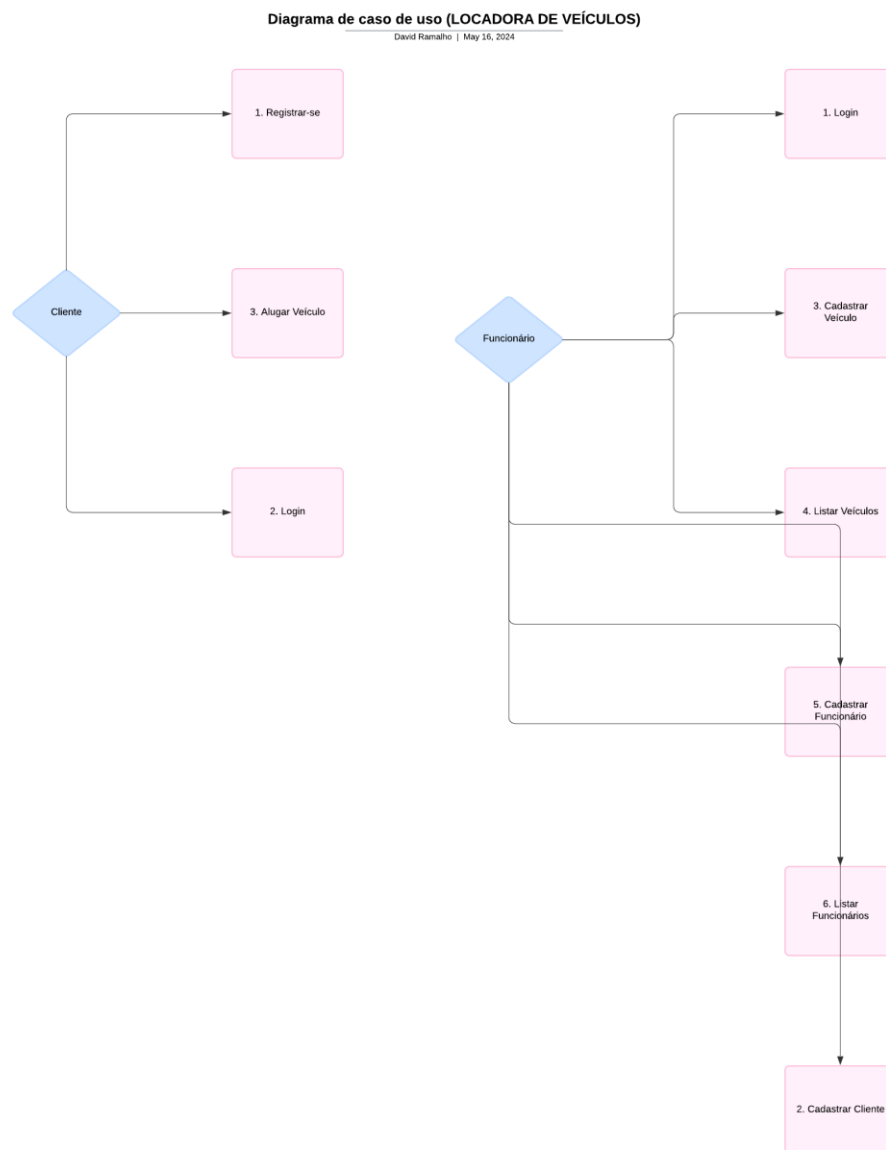 Diagrama de caso de uso (LOCADORA DE VEÍCULOS)
David Ramalho | May 16, 2024
1. Registrar-se
1. Login
Cliente
3. Alugar Veículo
3. Cadastrar
Veículo
Funcionário
2. Login
4. Listar Veículos
5. Cadastrar
Funcionário
6. Listar
Funcionários
2. Cadastrar Cliente